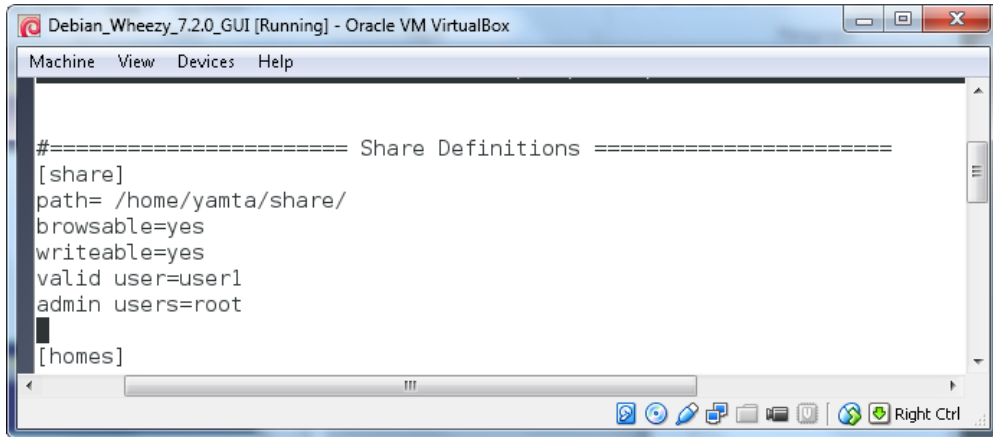 Debian_Wheezy_7.2.0_GUI [Running] - Oracle VM VirtualBox
Machine View Devices Help
#======================= Share Definitions =======================
[share]
path= /home/yamta/share/
browsable=yes
writeable=yes
valid user=user1
admin users=root
[homes]
Right Ctrl